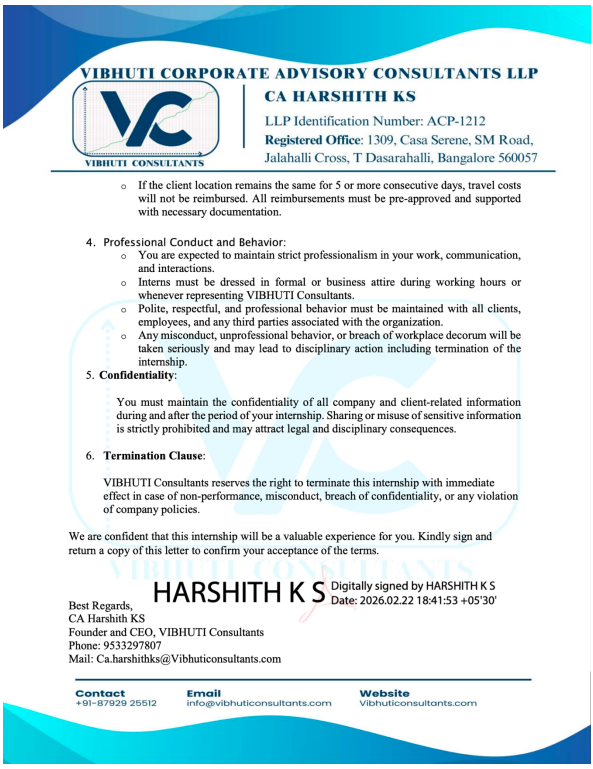 VIBHUTI CORPORATE ADVISORY CONSULTANTS LLP
VC
VIBHUTI CONSULTANTS
CA HARSHITH KS
LLP Identification Number: ACP-1212
Registered Office: 1309, Casa Serene, SM Road,
Jalahalli Cross, T Dasarahalli, Bangalore 560057
o If the client location remains the same for 5 or more consecutive days, travel costs
will not be reimbursed. All reimbursements must be pre-approved and supported
with necessary documentation.
4. Professional Conduct and Behavior:
o You are expected to maintain strict professionalism in your work, communication,
and interactions.
o Interns must be dressed in formal or business attire during working hours or
whenever representing VIBHUTI Consultants.
o Polite, respectful, and professional behavior must be maintained with all clients,
employees, and any third parties associated with the organization.
o Any misconduct, unprofessional behavior, or breach of workplace decorum will be
taken seriously and may lead to disciplinary action including termination of the
internship.
5. Confidentiality:
You must maintain the confidentiality of all company and client-related information
during and after the period of your internship. Sharing or misuse of sensitive information
is strictly prohibited and may attract legal and disciplinary consequences.
6. Termination Clause:
VIBHUTI Consultants reserves the right to terminate this internship with immediate
effect in case of non-performance, misconduct, breach of confidentiality, or any violation
of company policies.
We are confident that this internship will be a valuable experience for you. Kindly sign and
return a copy of this letter to confirm your acceptance of the terms.
VIBHUTI CONSULTANTS
HARSHITH K S
Digitally signed by HARSHITH K S
Date: 2026.02.22 18:41:53 +05'30'
Best Regards,
CA Harshith KS
Founder and CEO, VIBHUTI Consultants
Phone: 9533297807
Mail: Ca.harshithks@Vibhuticonsultants.com
Contact
+91-87929 25512
Email
info@vibhuticonsultants.com
Website
Vibhuticonsultants.com